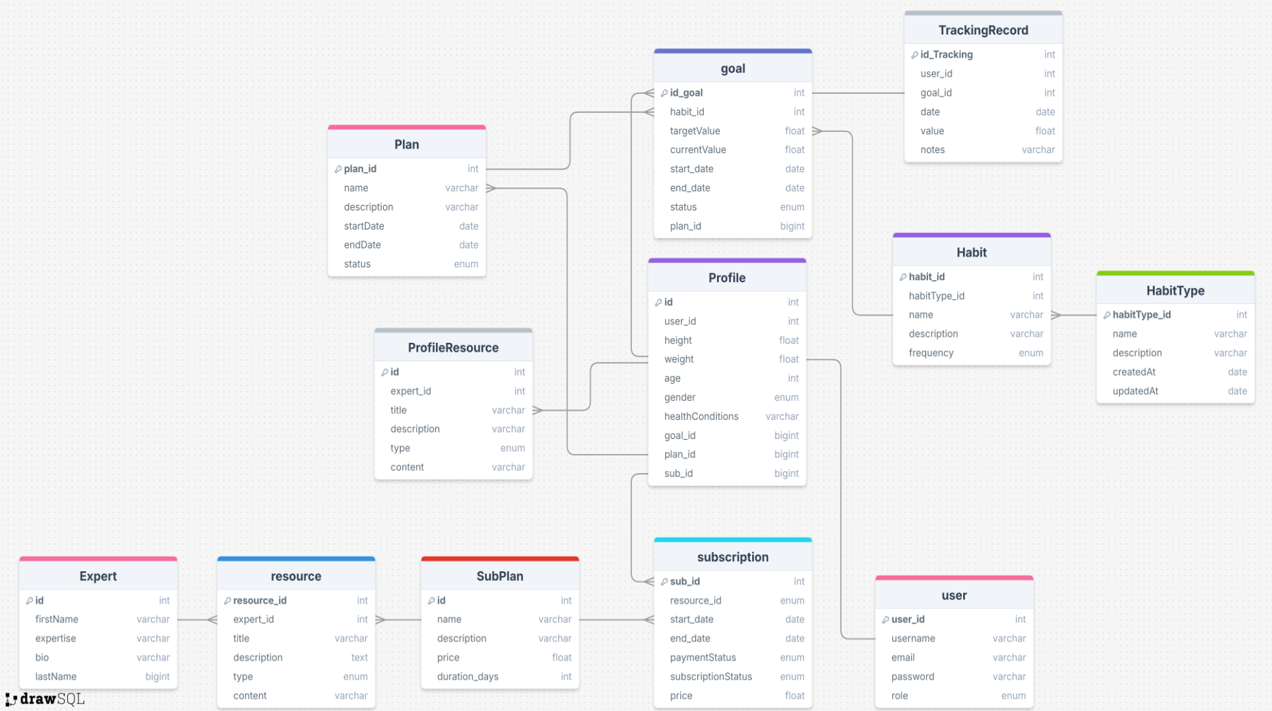 TrackingRecord
id_Tracking int
user_id int
goal_id int
date date
value float
notes varchar
goal
id_goal int
habit_id int
targetValue float
currentValue float
start_date date
end_date date
status enum
plan_id bigint
Plan
plan_id int
name varchar
description varchar
startDate date
endDate date
status enum
Habit
habit_id int
habitType_id int
name varchar
description varchar
frequency enum
HabitType
habitType_id int
name varchar
description varchar
createdAt date
updatedAt date
Profile
id int
user_id int
height float
weight float
age int
gender enum
healthConditions varchar
goal_id bigint
plan_id bigint
sub_id bigint
ProfileResource
id int
expert_id int
title varchar
description varchar
type enum
content varchar
Expert
id int
firstName varchar
expertise varchar
bio varchar
lastName bigint
resource
resource_id int
expert_id int
title varchar
description text
type enum
content varchar
SubPlan
id int
name varchar
description varchar
price float
duration_days int
subscription
sub_id int
resource_id enum
start_date date
end_date date
paymentStatus enum
subscriptionStatus enum
price float
user
user_id int
username varchar
email varchar
password varchar
role enum
drawSQL